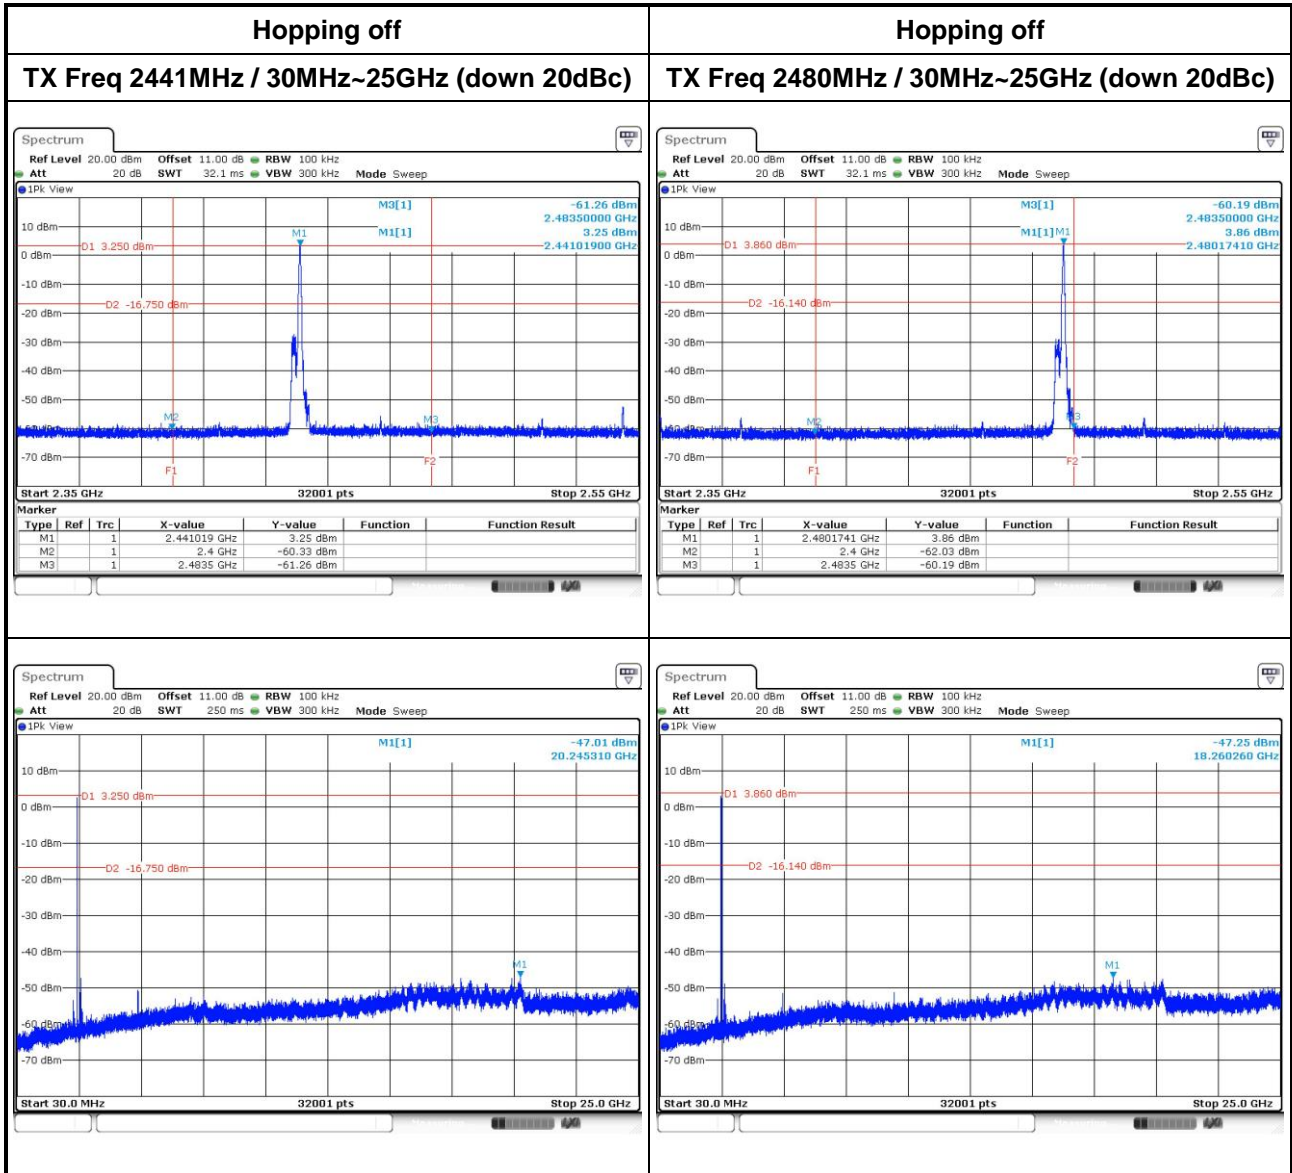 Hopping off
Hopping off
TX Freq 2441MHz / 30MHz~25GHz (down 20dBc)
TX Freq 2480MHz / 30MHz~25GHz (down 20dBc)
Spectrum
Ref Level 20.00 dBm Offset 11.00 dB RBW 100 kHz
Att 20 dB SWT 32.1 ms VBW 300 kHz Mode Sweep
1Pk View
M3[1] -61.26 dBm
2.48350000 GHz
M1[1] 3.25 dBm
2.44101900 GHz
10 dBm
M1
D1 3.250 dBm
0 dBm
-10 dBm
D2 -16.750 dBm
-20 dBm
-30 dBm
-40 dBm
-50 dBm
M2
M3
-60 dBm
-70 dBm
F1
F2
Start 2.35 GHz 32001 pts Stop 2.55 GHz
Marker
Type Ref Trc X-value Y-value Function Function Result
M1 1 2.441019 GHz 3.25 dBm
M2 1 2.4 GHz -60.33 dBm
M3 1 2.4835 GHz -61.26 dBm
Spectrum
Ref Level 20.00 dBm Offset 11.00 dB RBW 100 kHz
Att 20 dB SWT 32.1 ms VBW 300 kHz Mode Sweep
1Pk View
M3[1] -60.19 dBm
2.48350000 GHz
M1[1] M1 3.86 dBm
2.48017410 GHz
10 dBm
D1 3.860 dBm
0 dBm
-10 dBm
D2 -16.140 dBm
-20 dBm
-30 dBm
-40 dBm
-50 dBm
M2
M3
-60 dBm
-70 dBm
F1
F2
Start 2.35 GHz 32001 pts Stop 2.55 GHz
Marker
Type Ref Trc X-value Y-value Function Function Result
M1 1 2.4801741 GHz 3.86 dBm
M2 1 2.4 GHz -62.03 dBm
M3 1 2.4835 GHz -60.19 dBm
Spectrum
Ref Level 20.00 dBm Offset 11.00 dB RBW 100 kHz
Att 20 dB SWT 250 ms VBW 300 kHz Mode Sweep
1Pk View
M1[1] -47.01 dBm
20.245310 GHz
10 dBm
D1 3.250 dBm
0 dBm
-10 dBm
D2 -16.750 dBm
-20 dBm
-30 dBm
-40 dBm
M1
-50 dBm
-60 dBm
-70 dBm
Start 30.0 MHz 32001 pts Stop 25.0 GHz
Spectrum
Ref Level 20.00 dBm Offset 11.00 dB RBW 100 kHz
Att 20 dB SWT 250 ms VBW 300 kHz Mode Sweep
1Pk View
M1[1] -47.25 dBm
18.260260 GHz
10 dBm
D1 3.860 dBm
0 dBm
-10 dBm
D2 -16.140 dBm
-20 dBm
-30 dBm
-40 dBm
M1
-50 dBm
-60 dBm
-70 dBm
Start 30.0 MHz 32001 pts Stop 25.0 GHz